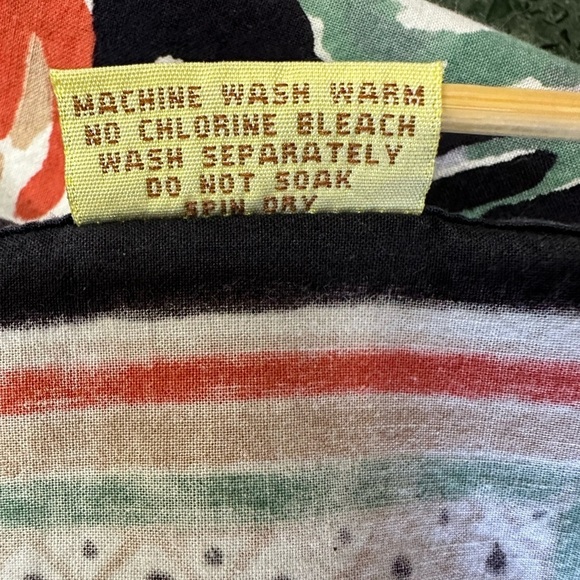 MACHINE WASH WARM
NO CHLORINE BLEACH
WASH SEPARATELY
DO NOT SOAK
SPIN DRY